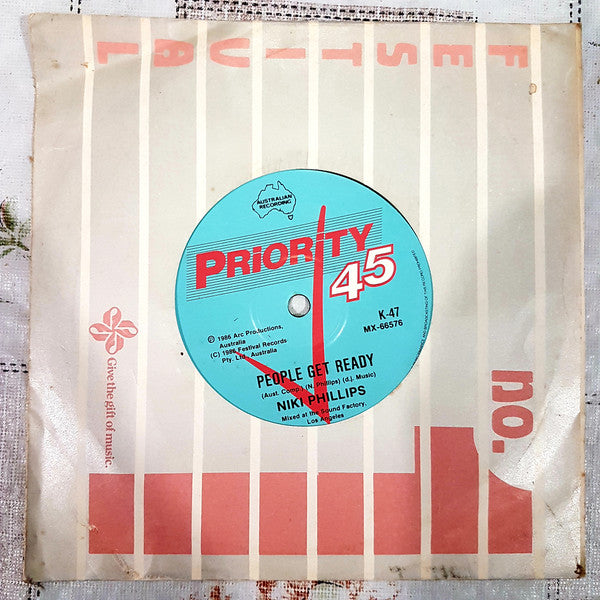 FESTIVAL
AUSTRALIAN
RECORDING
PRiORiTY
45
K-47
MX-66576
℗ 1986 Arc Productions,
Australia
(C) 1986 Festival Records
Pty. Ltd., Australia
PEOPLE GET READY
(Aust. Comp.) (N. Phillips) (d.j. Music)
NIKI PHILLIPS
Mixed at the Sound Factory,
Los Angeles
Give the gift of music.
no.
1